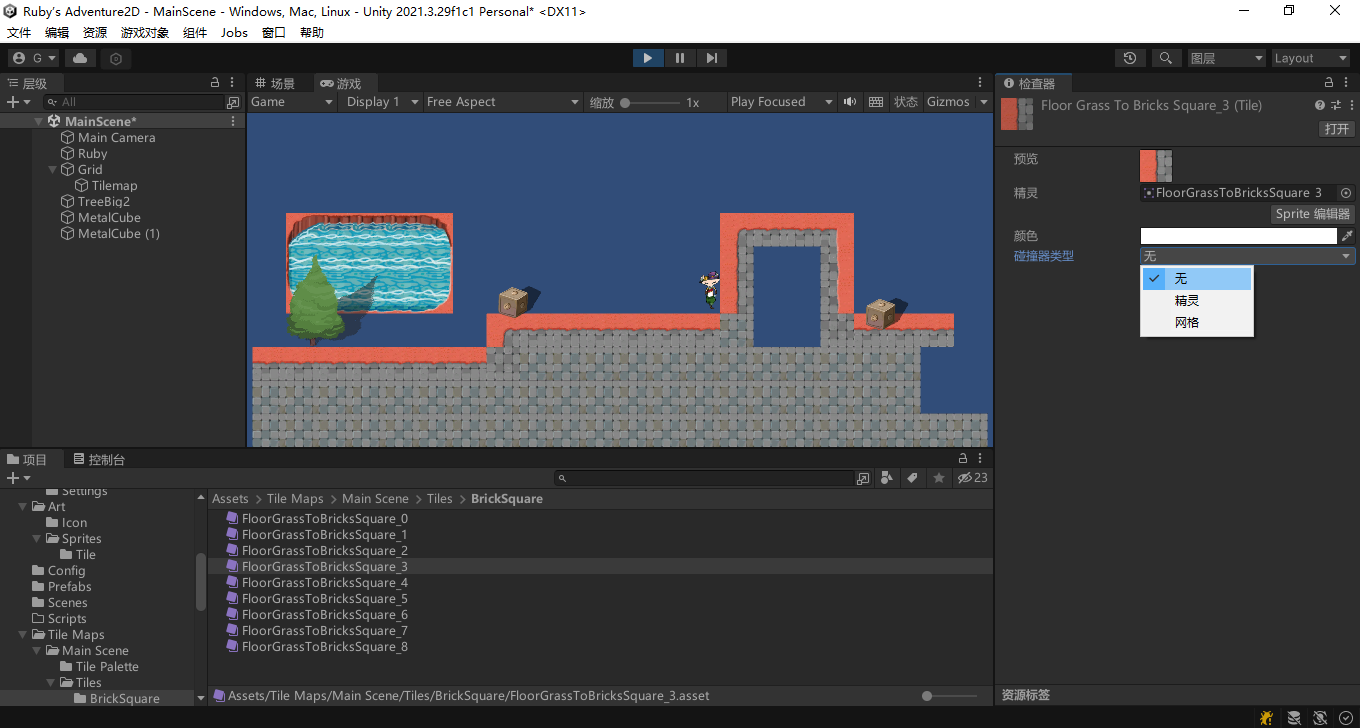 Ruby's Adventure2D - MainScene - Windows, Mac, Linux - Unity 2021.3.29f1c1 Personal* <DX11>
文件 编辑 资源 游戏对象 组件 Jobs 窗口 帮助
G 图层 Layout
层级 场景 游戏 检查器
All Game Display 1 Free Aspect 缩放 1x Play Focused 状态 Gizmos
Floor Grass To Bricks Square_3 (Tile)
打开
MainScene*
Main Camera
Ruby
Grid
Tilemap
TreeBig2
MetalCube
MetalCube (1)
预览
精灵 FloorGrassToBricksSquare 3
Sprite 编辑器
颜色
碰撞器类型 无
无
精灵
网格
项目 控制台
23
Settings
Art
Icon
Sprites
Tile
Config
Prefabs
Scenes
Scripts
Tile Maps
Main Scene
Tile Palette
Tiles
BrickSquare
Assets > Tile Maps > Main Scene > Tiles > BrickSquare
FloorGrassToBricksSquare_0
FloorGrassToBricksSquare_1
FloorGrassToBricksSquare_2
FloorGrassToBricksSquare_3
FloorGrassToBricksSquare_4
FloorGrassToBricksSquare_5
FloorGrassToBricksSquare_6
FloorGrassToBricksSquare_7
FloorGrassToBricksSquare_8
Assets/Tile Maps/Main Scene/Tiles/BrickSquare/FloorGrassToBricksSquare_3.asset
资源标签